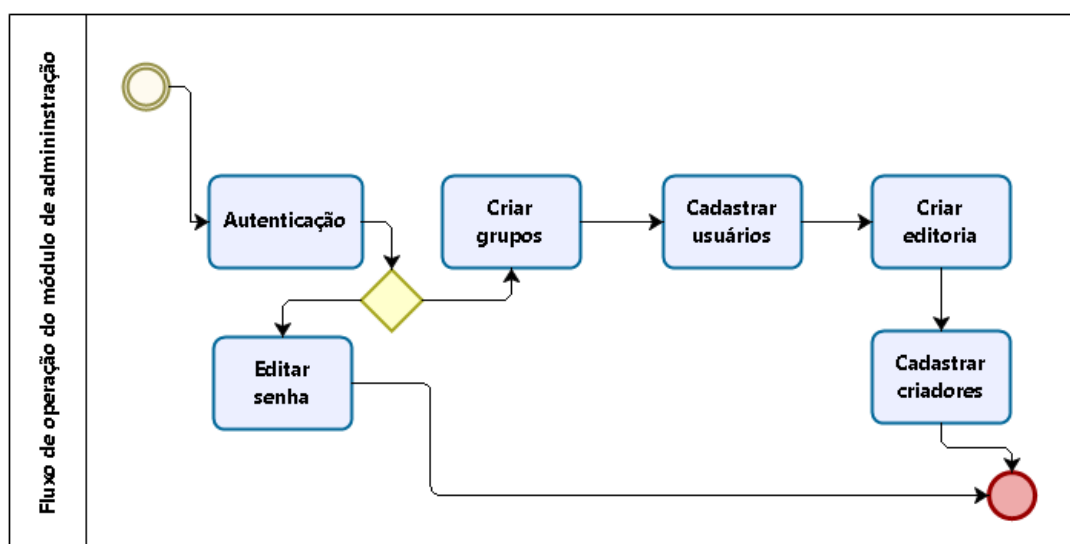 Fluxo de operação do módulo de admininstração
Autenticação
Criar
grupos
Cadastrar
usuários
Criar
editoria
Editar
senha
Cadastrar
criadores